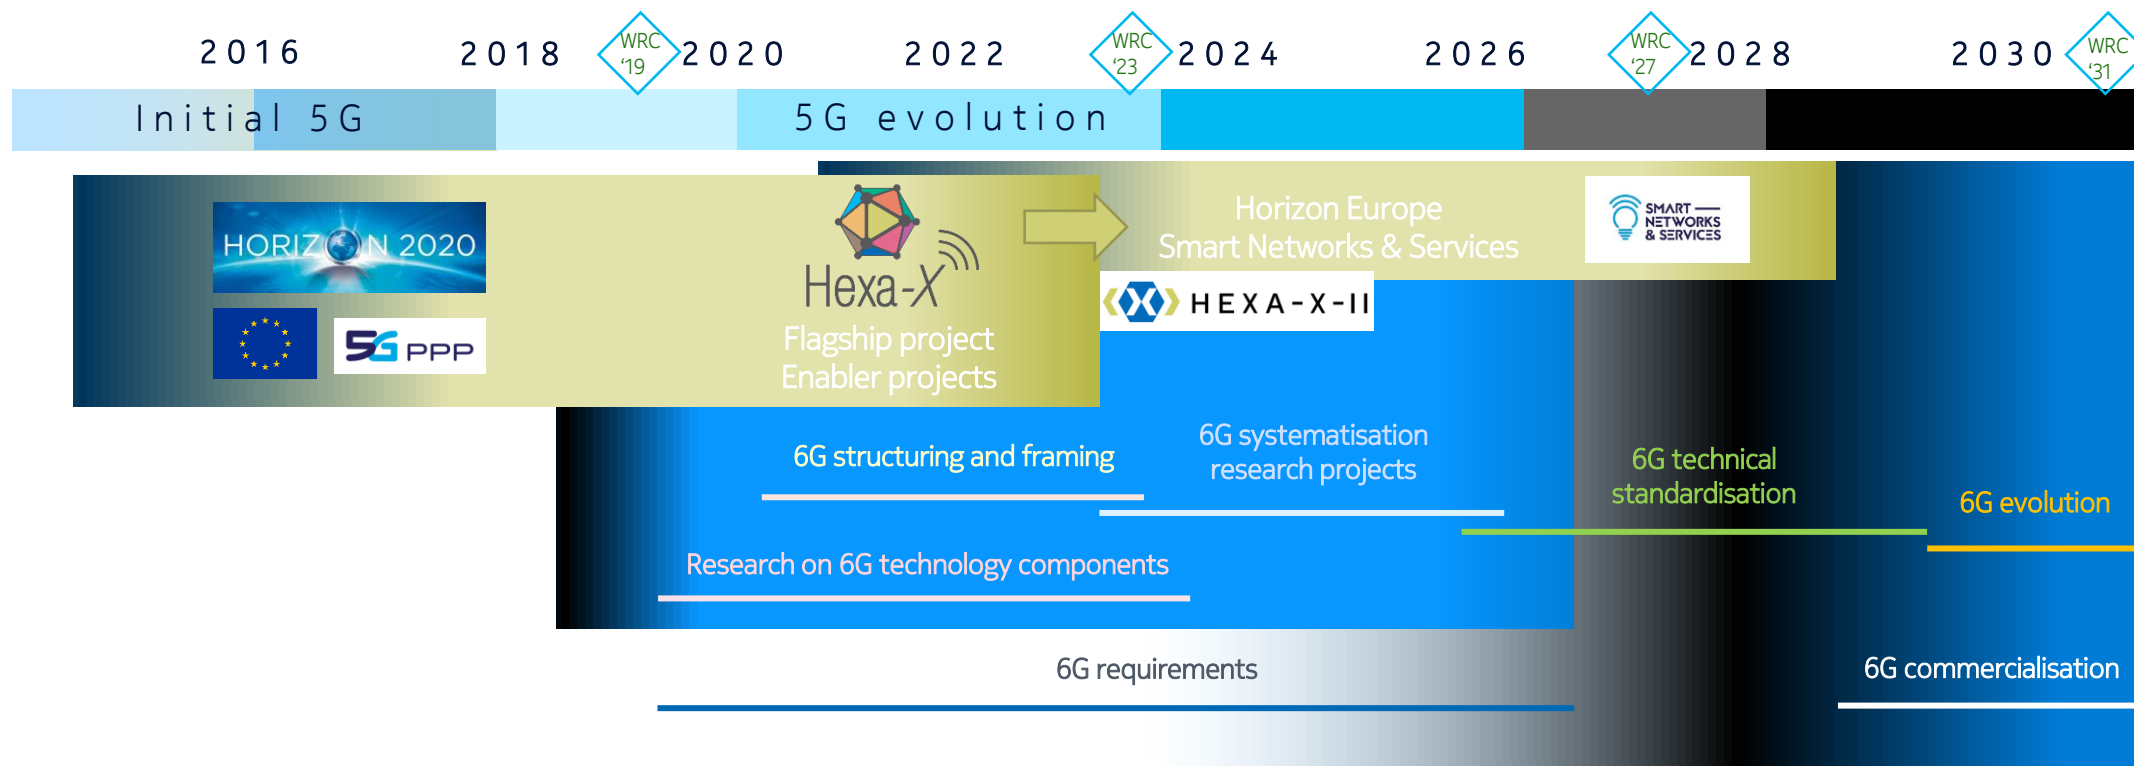 2016
2018
WRC
‘19
2020
2022
WRC
‘23
2024
2026
WRC
‘27
2028
2030
WRC
‘31
Initial 5G
5G evolution
HORIZON 2020
5G PPP
Hexa-X
Flagship project
Enabler projects
Horizon Europe
Smart Networks & Services
SMART
NETWORKS
& SERVICES
HEXA-X-II
6G structuring and framing
6G systematisation
research projects
6G technical
standardisation
6G evolution
Research on 6G technology components
6G requirements
6G commercialisation